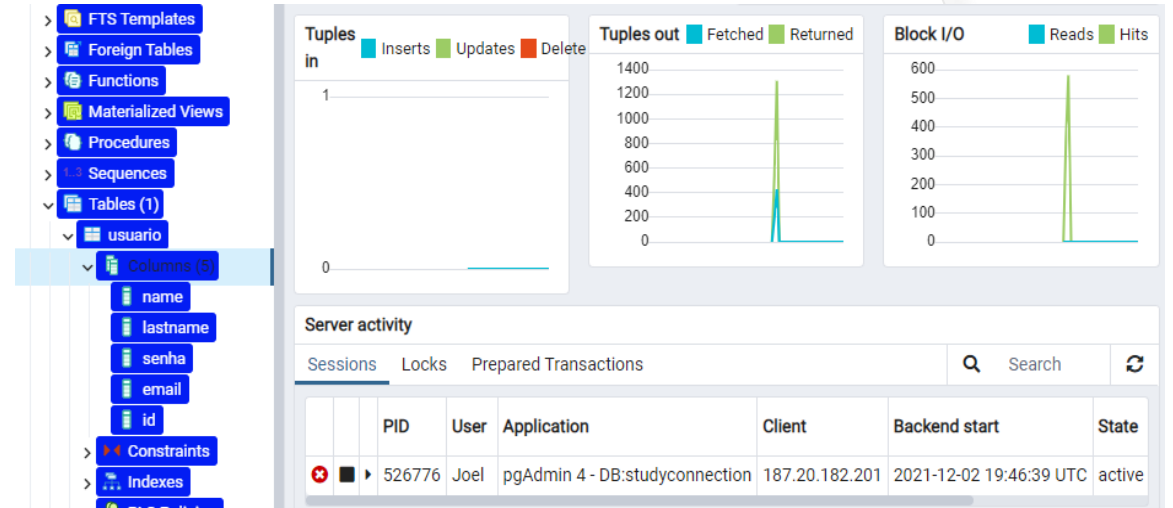 FTS Templates
Foreign Tables
Functions
Materialized Views
Procedures
1..3 Sequences
Tables (1)
usuario
Columns (5)
name
lastname
senha
email
id
Constraints
Indexes
Tuples in
Inserts Updates Delete
1
0
Tuples out Fetched Returned
1400
1200
1000
800
600
400
200
0
Block I/O Reads Hits
600
500
400
300
200
100
0
Server activity
Sessions Locks Prepared Transactions Search
PID User Application Client Backend start State
526776 Joel pgAdmin 4 - DB:studyconnection 187.20.182.201 2021-12-02 19:46:39 UTC active